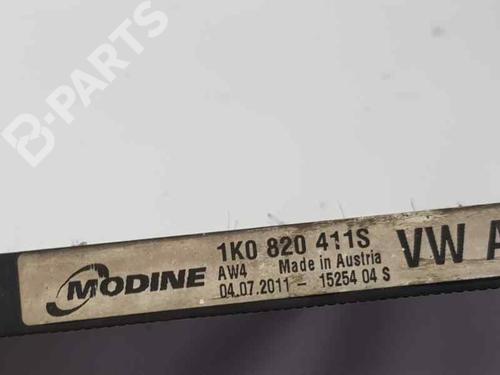 B-PARTS
MODINE
1K0 820 411S
AW4 Made in Austria
04.07.2011 - 15254 04 S
VW A